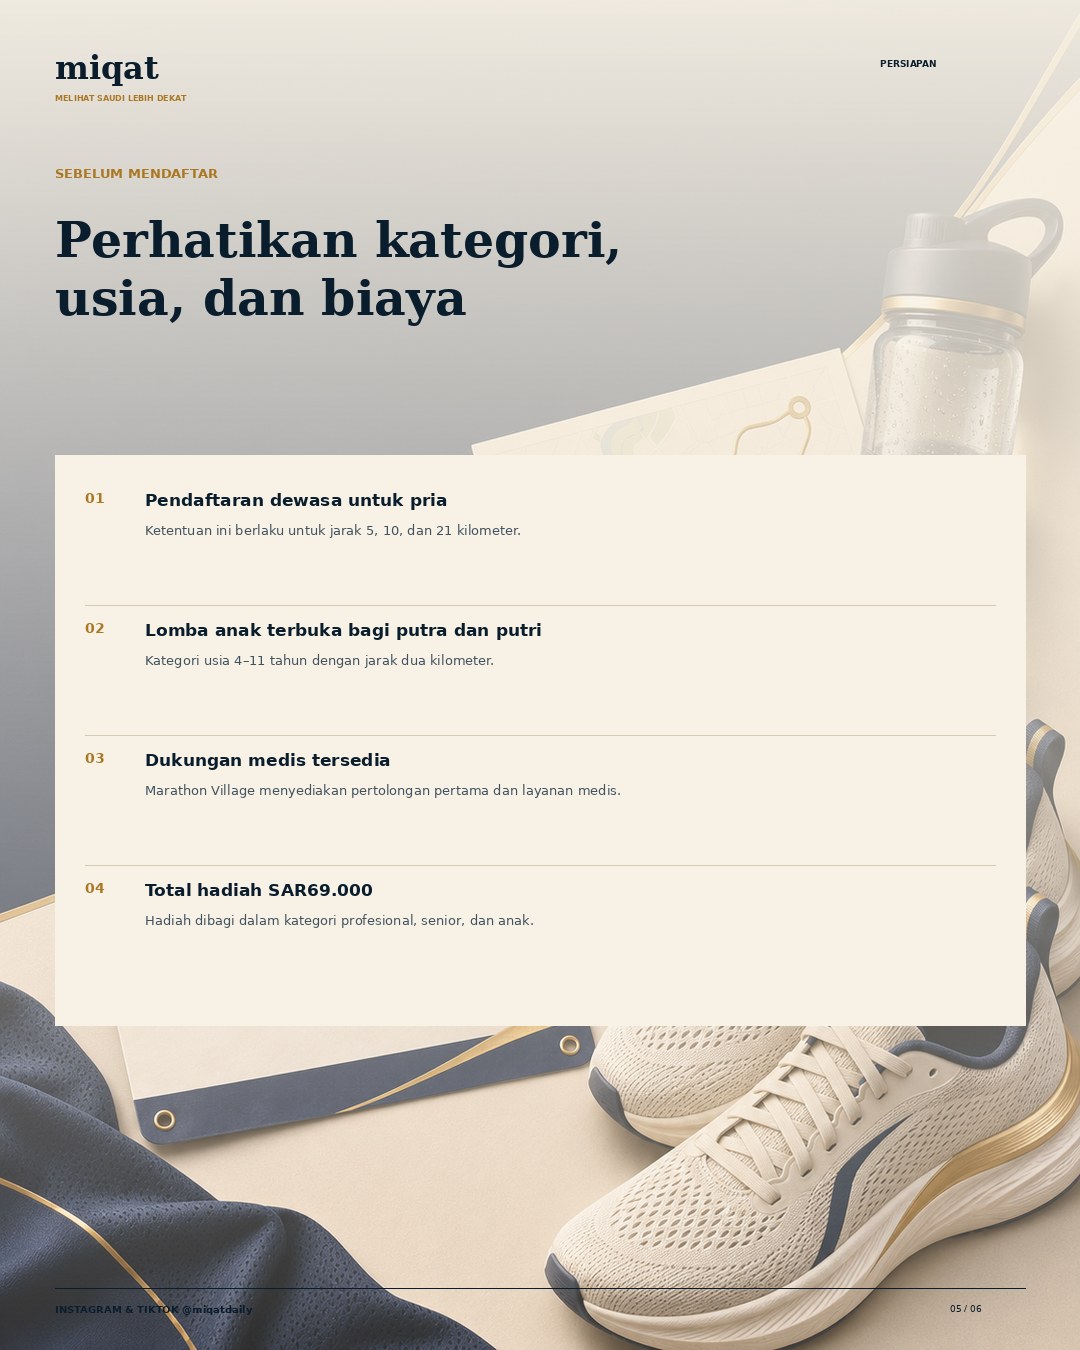 miqat
MELIHAT SAUDI LEBIH DEKAT
PERSIAPAN
SEBELUM MENDAFTAR
Perhatikan kategori,
usia, dan biaya
01
Pendaftaran dewasa untuk pria
Ketentuan ini berlaku untuk jarak 5, 10, dan 21 kilometer.
02
Lomba anak terbuka bagi putra dan putri
Kategori usia 4–11 tahun dengan jarak dua kilometer.
03
Dukungan medis tersedia
Marathon Village menyediakan pertolongan pertama dan layanan medis.
04
Total hadiah SAR69.000
Hadiah dibagi dalam kategori profesional, senior, dan anak.
INSTAGRAM & TIKTOK @miqatdaily
05 / 06